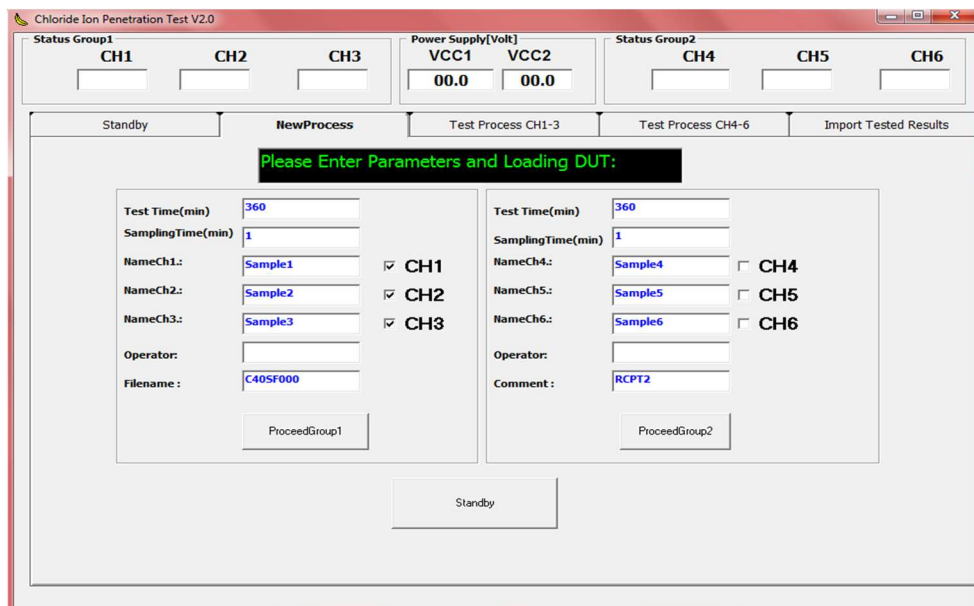 Chloride Ion Penetration Test V2.0
Status Group1
Power Supply[Volt]
Status Group2
CH1 CH2 CH3 VCC1 VCC2 CH4 CH5 CH6
00.0 00.0
Standby NewProcess Test Process CH1-3 Test Process CH4-6 Import Tested Results
Please Enter Parameters and Loading DUT:
Test Time(min) 360
SamplingTime(min) 1
NameCh1.: Sample1 CH1
NameCh2.: Sample2 CH2
NameCh3.: Sample3 CH3
Operator:
Filename : C40SF000
ProceedGroup1
Test Time(min) 360
SamplingTime(min) 1
NameCh4.: Sample4 CH4
NameCh5.: Sample5 CH5
NameCh6.: Sample6 CH6
Operator:
Comment : RCPT2
ProceedGroup2
Standby